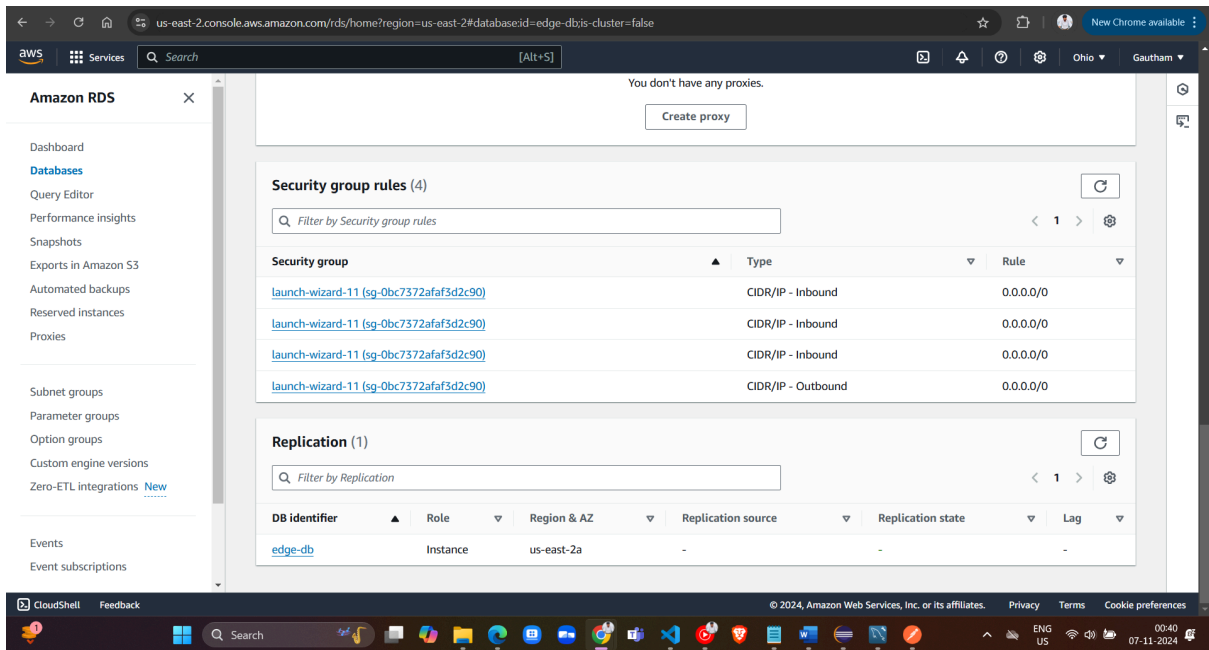 us-east-2.console.aws.amazon.com/rds/home?region=us-east-2#database:id=edge-db;is-cluster=false
New Chrome available
aws Services Search [Alt+S] Ohio Gautham
Amazon RDS
Dashboard
Databases
Query Editor
Performance insights
Snapshots
Exports in Amazon S3
Automated backups
Reserved instances
Proxies
Subnet groups
Parameter groups
Option groups
Custom engine versions
Zero-ETL integrations New
Events
Event subscriptions
You don't have any proxies.
Create proxy
Security group rules (4)
Filter by Security group rules
1
Security group Type Rule
launch-wizard-11 (sg-0bc7372afaf3d2c90) CIDR/IP - Inbound 0.0.0.0/0
launch-wizard-11 (sg-0bc7372afaf3d2c90) CIDR/IP - Inbound 0.0.0.0/0
launch-wizard-11 (sg-0bc7372afaf3d2c90) CIDR/IP - Inbound 0.0.0.0/0
launch-wizard-11 (sg-0bc7372afaf3d2c90) CIDR/IP - Outbound 0.0.0.0/0
Replication (1)
Filter by Replication
1
DB identifier Role Region & AZ Replication source Replication state Lag
edge-db Instance us-east-2a - - -
CloudShell Feedback © 2024, Amazon Web Services, Inc. or its affiliates. Privacy Terms Cookie preferences
1
Search
ENG
US
00:40
07-11-2024